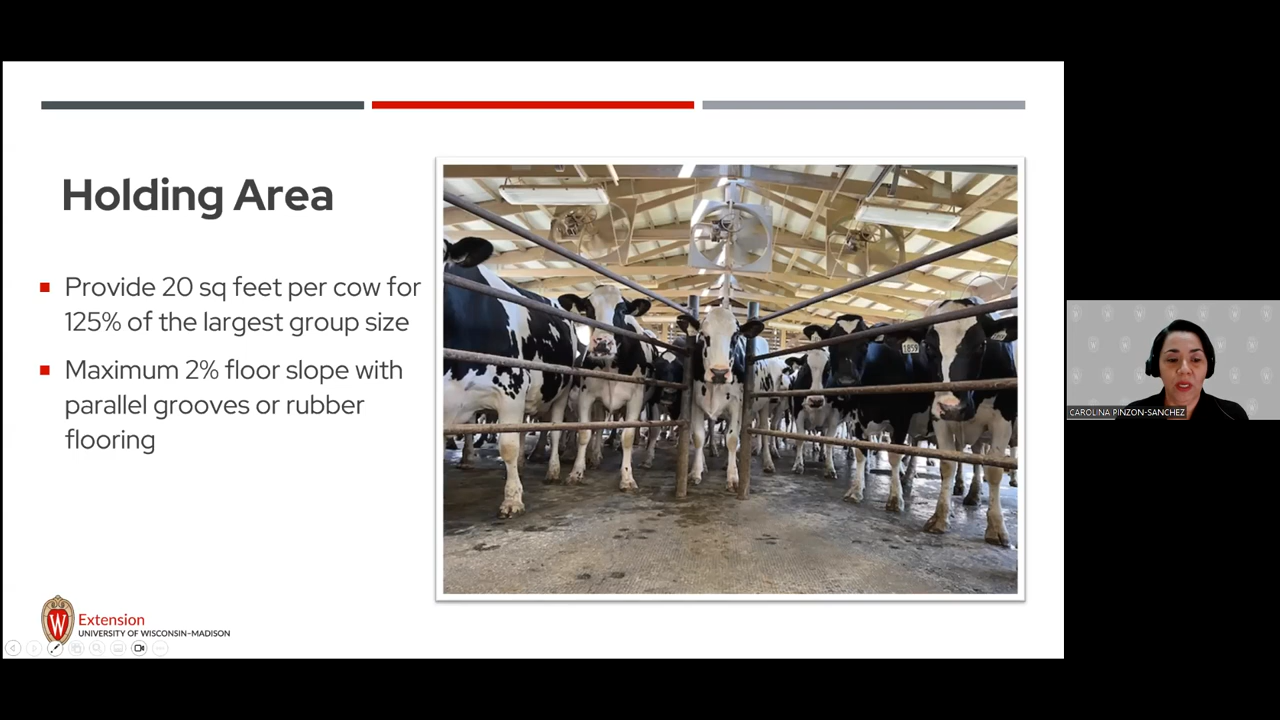 Holding Area
Provide 20 sq feet per cow for
125% of the largest group size
Maximum 2% floor slope with
parallel grooves or rubber
flooring
1859
W
Extension
UNIVERSITY OF WISCONSIN–MADISON
CAROLINA PINZON-SANCHEZ